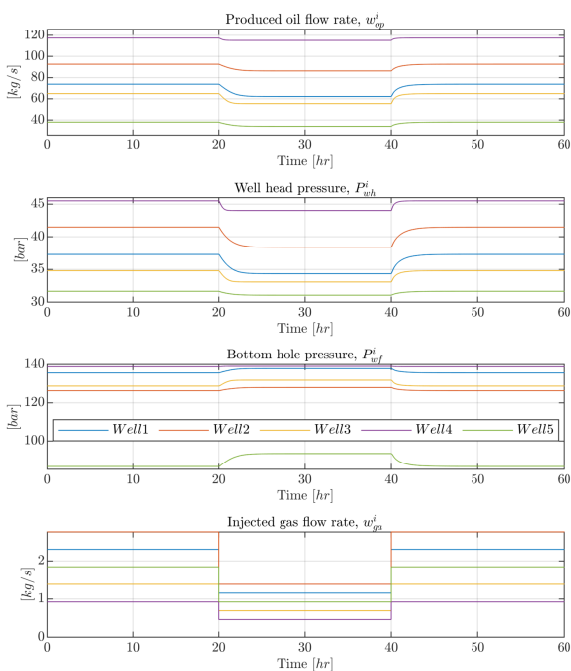 Produced oil flow rate, w^i_op
[kg/s]
120
100
80
60
40
0 10 20 30 40 50 60
Time [hr]
Well head pressure, P^i_wh
[bar]
45
40
35
30
0 10 20 30 40 50 60
Time [hr]
Bottom hole pressure, P^i_wf
[bar]
140
120
100
Well1 Well2 Well3 Well4 Well5
0 10 20 30 40 50 60
Time [hr]
Injected gas flow rate, w^i_ga
[kg/s]
2
1
0
0 10 20 30 40 50 60
Time [hr]